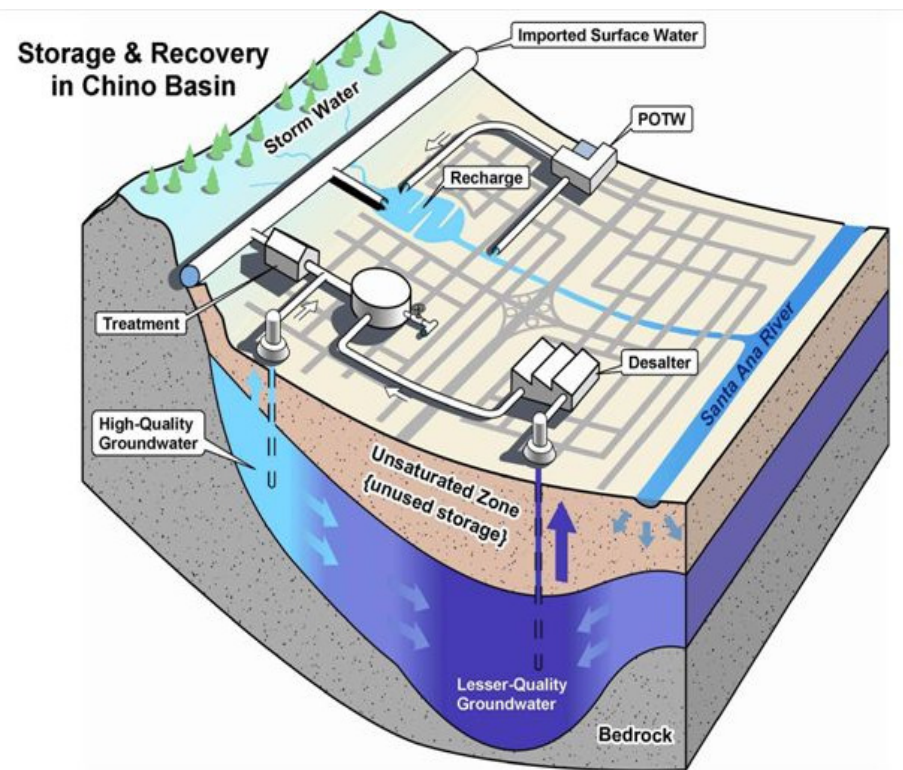 Storage & Recovery
in Chino Basin
Imported Surface Water
Storm Water
POTW
Recharge
Treatment
Desalter
Santa Ana River
High-Quality
Groundwater
Unsaturated Zone
{unused storage}
Lesser-Quality
Groundwater
Bedrock